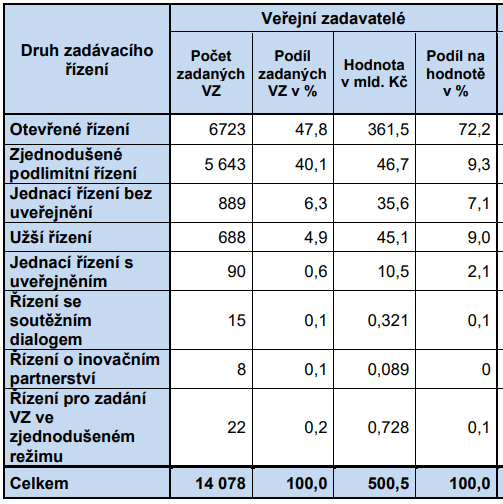 Druh zadávacího řízení | Veřejní zadavatelé
Počet zadaných VZ | Podíl zadaných VZ v % | Hodnota v mld. Kč | Podíl na hodnotě v %
Otevřené řízení | 6723 | 47,8 | 361,5 | 72,2
Zjednodušené podlimitní řízení | 5 643 | 40,1 | 46,7 | 9,3
Jednací řízení bez uveřejnění | 889 | 6,3 | 35,6 | 7,1
Užší řízení | 688 | 4,9 | 45,1 | 9,0
Jednací řízení s uveřejněním | 90 | 0,6 | 10,5 | 2,1
Řízení se soutěžním dialogem | 15 | 0,1 | 0,321 | 0,1
Řízení o inovačním partnerství | 8 | 0,1 | 0,089 | 0
Řízení pro zadání VZ ve zjednodušeném režimu | 22 | 0,2 | 0,728 | 0,1
Celkem | 14 078 | 100,0 | 500,5 | 100,0